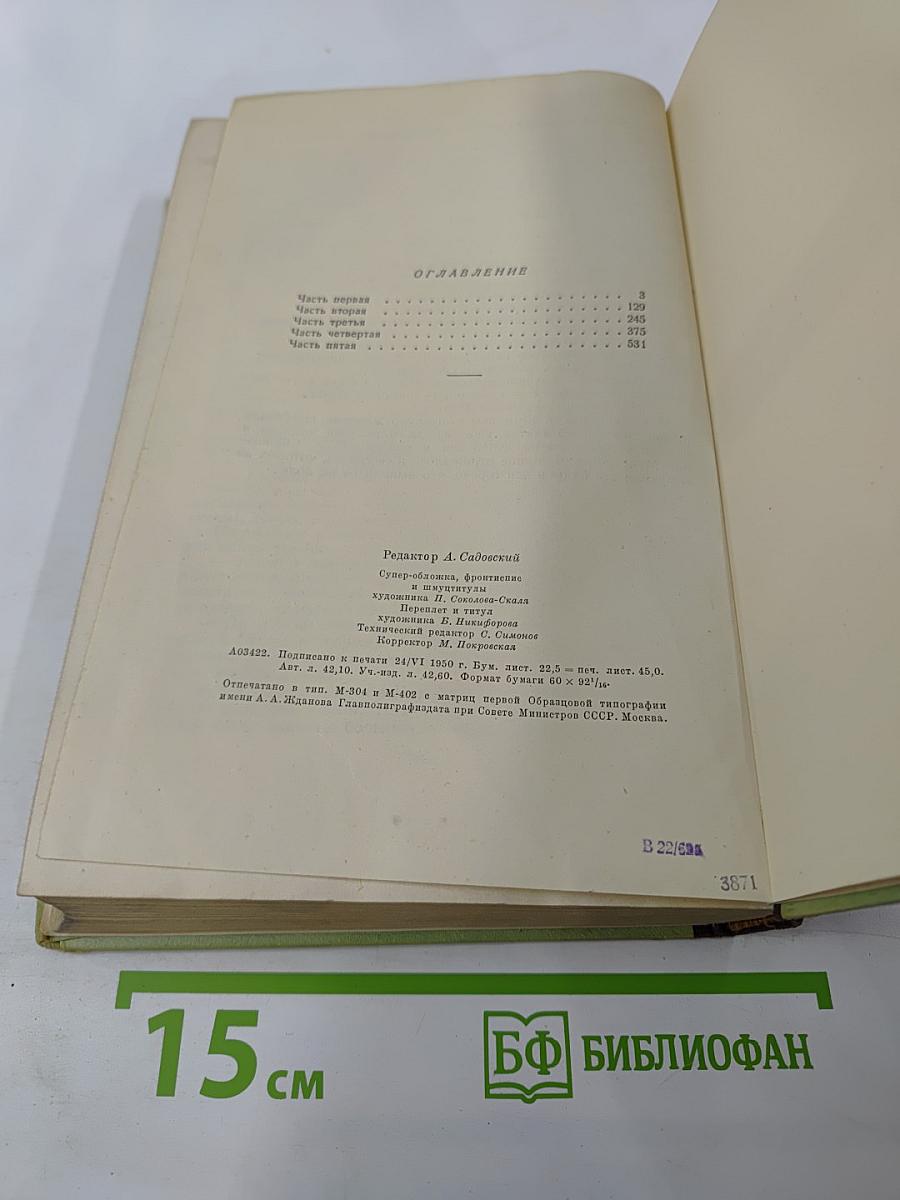 ОГЛАВЛЕНИЕ
Часть первая . . . . . . . . . . . . . . . . . . . . . 3
Часть вторая . . . . . . . . . . . . . . . . . . . . . 129
Часть третья . . . . . . . . . . . . . . . . . . . . . 245
Часть четвертая . . . . . . . . . . . . . . . . . . . . 375
Часть пятая . . . . . . . . . . . . . . . . . . . . . . 531
Редактор А. Садовский
Супер-обложка, фронтиспис
и шмуцтитулы
художника П. Соколова-Скаля
Переплет и титул
художника Б. Никифорова
Технический редактор С. Симонов
Корректор М. Покровская
А03422. Подписано к печати 24/VI 1950 г. Бум. лист. 22,5 = печ. лист. 45,0.
Авт. л. 42,10. Уч.-изд. л. 42,60. Формат бумаги 60 × 92¹/₁₆.
Отпечатано в тип. М-304 и М-402 с матриц первой Образцовой типографии
имени А. А. Жданова Главполиграфиздата при Совете Министров СССР. Москва.
В 22/
3871
15 см
БФ БИБЛИОФАН